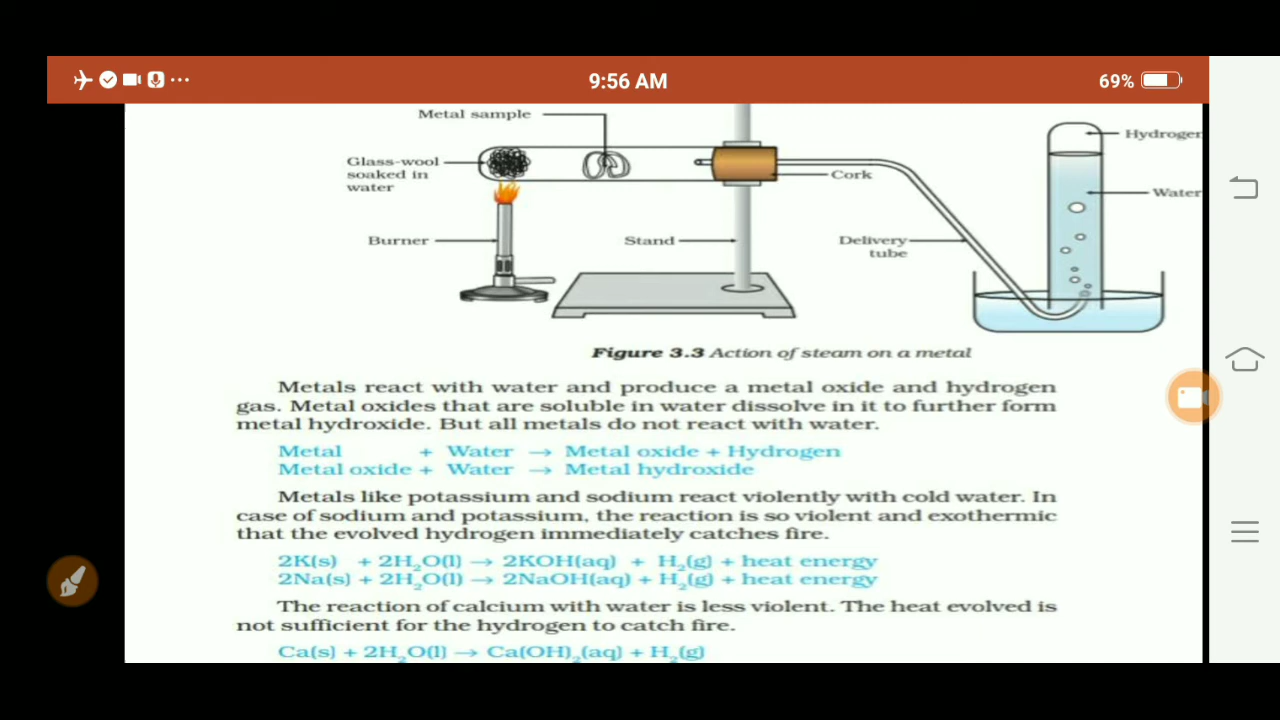 9:56 AM
69%
Metal sample
Glass-wool
soaked in
water
Cork
Hydrogen
Water
Burner
Stand
Delivery
tube
Figure 3.3 Action of steam on a metal
Metals react with water and produce a metal oxide and hydrogen
gas. Metal oxides that are soluble in water dissolve in it to further form
metal hydroxide. But all metals do not react with water.
Metal + Water → Metal oxide + Hydrogen
Metal oxide + Water → Metal hydroxide
Metals like potassium and sodium react violently with cold water. In
case of sodium and potassium, the reaction is so violent and exothermic
that the evolved hydrogen immediately catches fire.
2K(s) + 2H₂O(l) → 2KOH(aq) + H₂(g) + heat energy
2Na(s) + 2H₂O(l) → 2NaOH(aq) + H₂(g) + heat energy
The reaction of calcium with water is less violent. The heat evolved is
not sufficient for the hydrogen to catch fire.
Ca(s) + 2H₂O(l) → Ca(OH)₂(aq) + H₂(g)